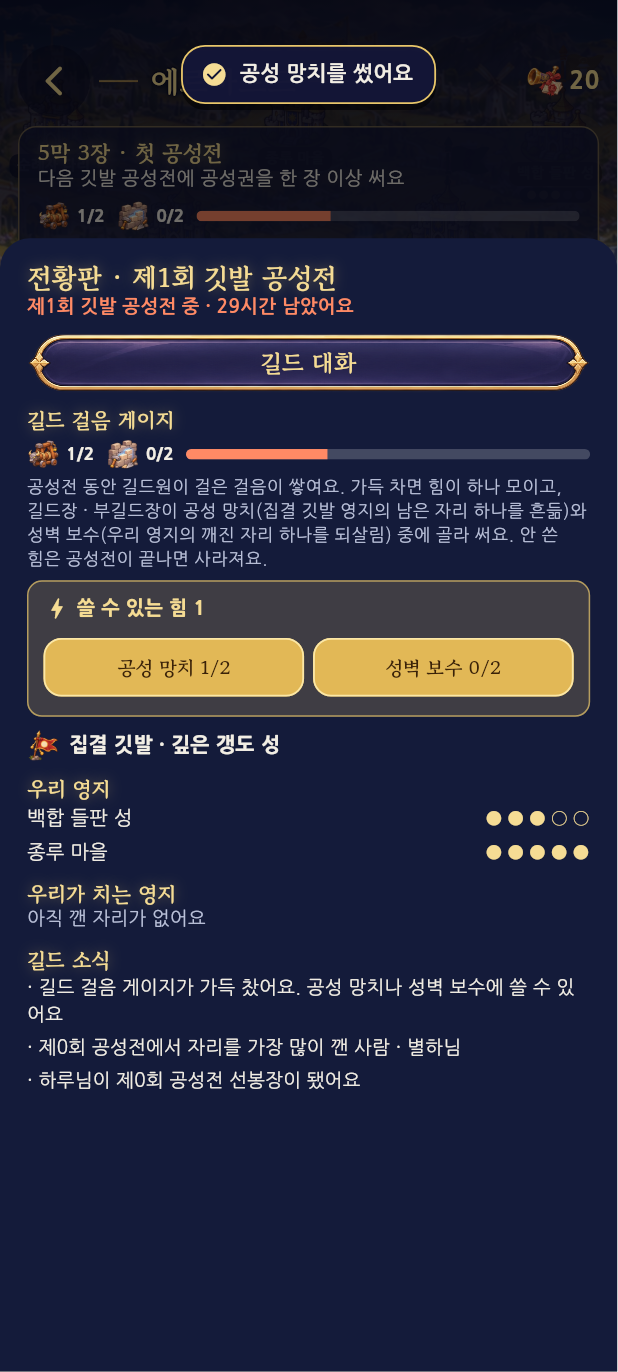 공성 망치를 썼어요
에
20
5막 3장 · 첫 공성전
다음 깃발 공성전에 공성권을 한 장 이상 써요
1/2 0/2
전황판 · 제1회 깃발 공성전
제1회 깃발 공성전 중 · 29시간 남았어요
길드 대화
길드 걸음 게이지
1/2 0/2
공성전 동안 길드원이 걸은 걸음이 쌓여요. 가득 차면 힘이 하나 모이고,
길드장 · 부길드장이 공성 망치(집결 깃발 영지의 남은 자리 하나를 흔듦)와
성벽 보수(우리 영지의 깨진 자리 하나를 되살림) 중에 골라 써요. 안 쓴
힘은 공성전이 끝나면 사라져요.
쓸 수 있는 힘 1
공성 망치 1/2 성벽 보수 0/2
집결 깃발 · 깊은 갱도 성
우리 영지
백합 들판 성
종루 마을
우리가 치는 영지
아직 깬 자리가 없어요
길드 소식
· 길드 걸음 게이지가 가득 찼어요. 공성 망치나 성벽 보수에 쓸 수 있
어요
· 제0회 공성전에서 자리를 가장 많이 깬 사람 · 별하님
· 하루님이 제0회 공성전 선봉장이 됐어요